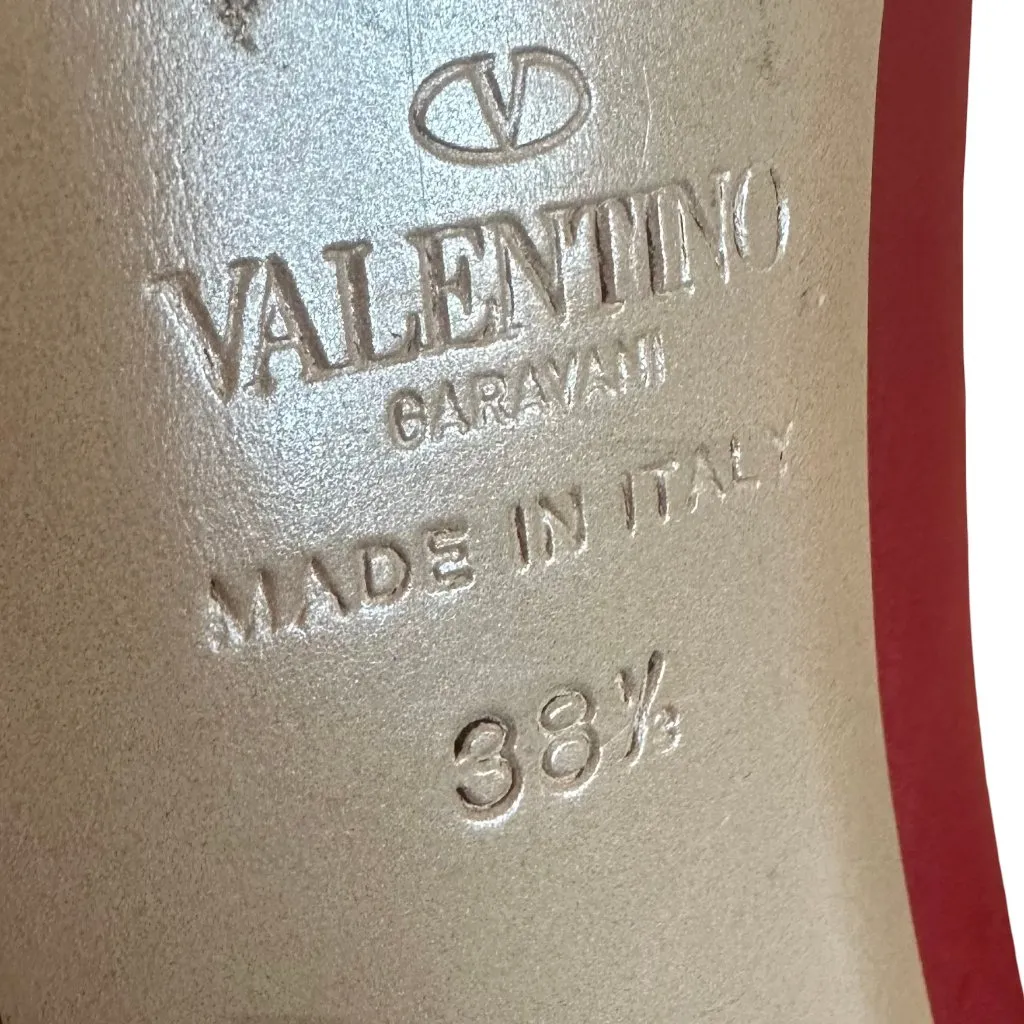 V
VALENTINO
GARAVANI
MADE IN ITALY
38½